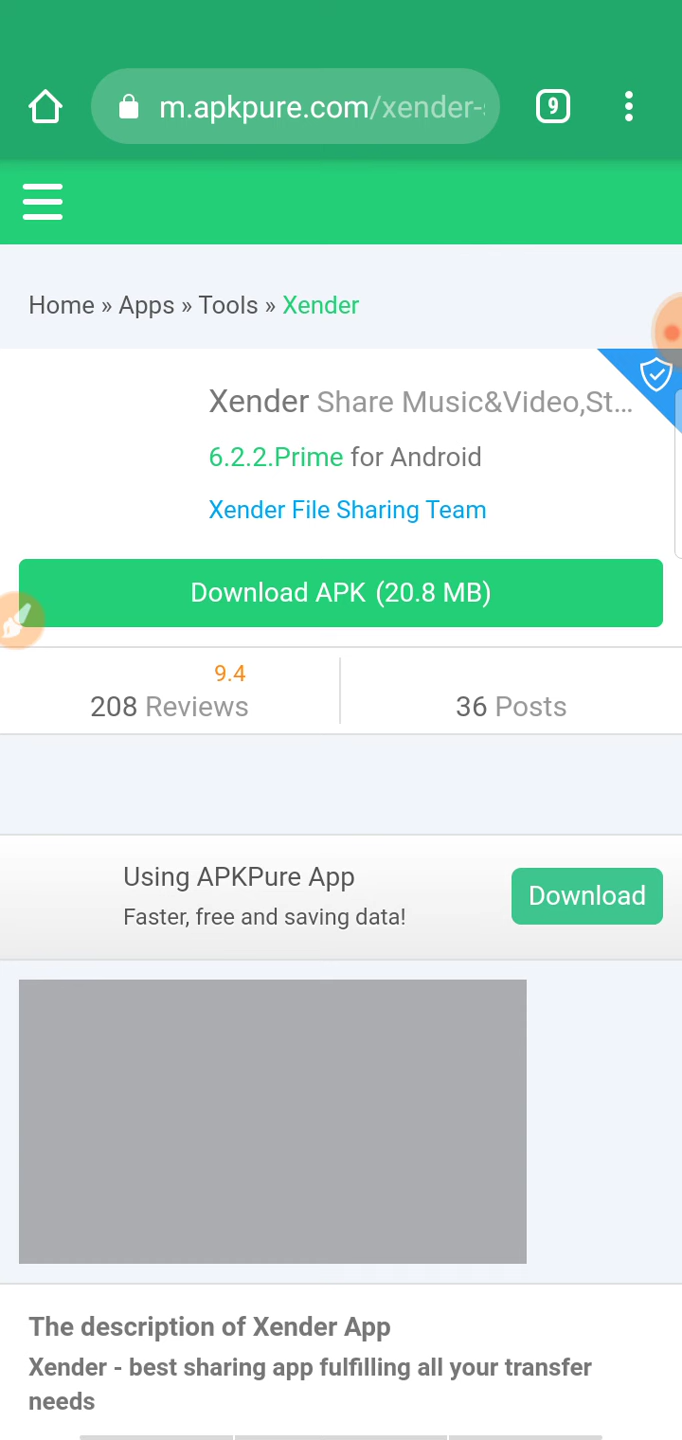 m.apkpure.com/xender-
9
Home » Apps » Tools » Xender
Xender Share Music&Video,St...
6.2.2.Prime for Android
Xender File Sharing Team
Download APK (20.8 MB)
9.4
208 Reviews
36 Posts
Using APKPure App
Faster, free and saving data!
Download
The description of Xender App
Xender - best sharing app fulfilling all your transfer
needs